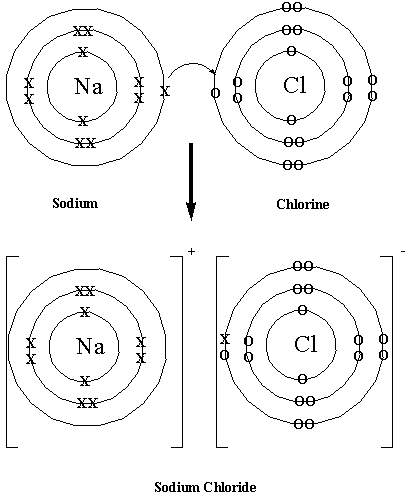 Na
Cl
Sodium
Chlorine
Na
+
Cl
-
Sodium Chloride